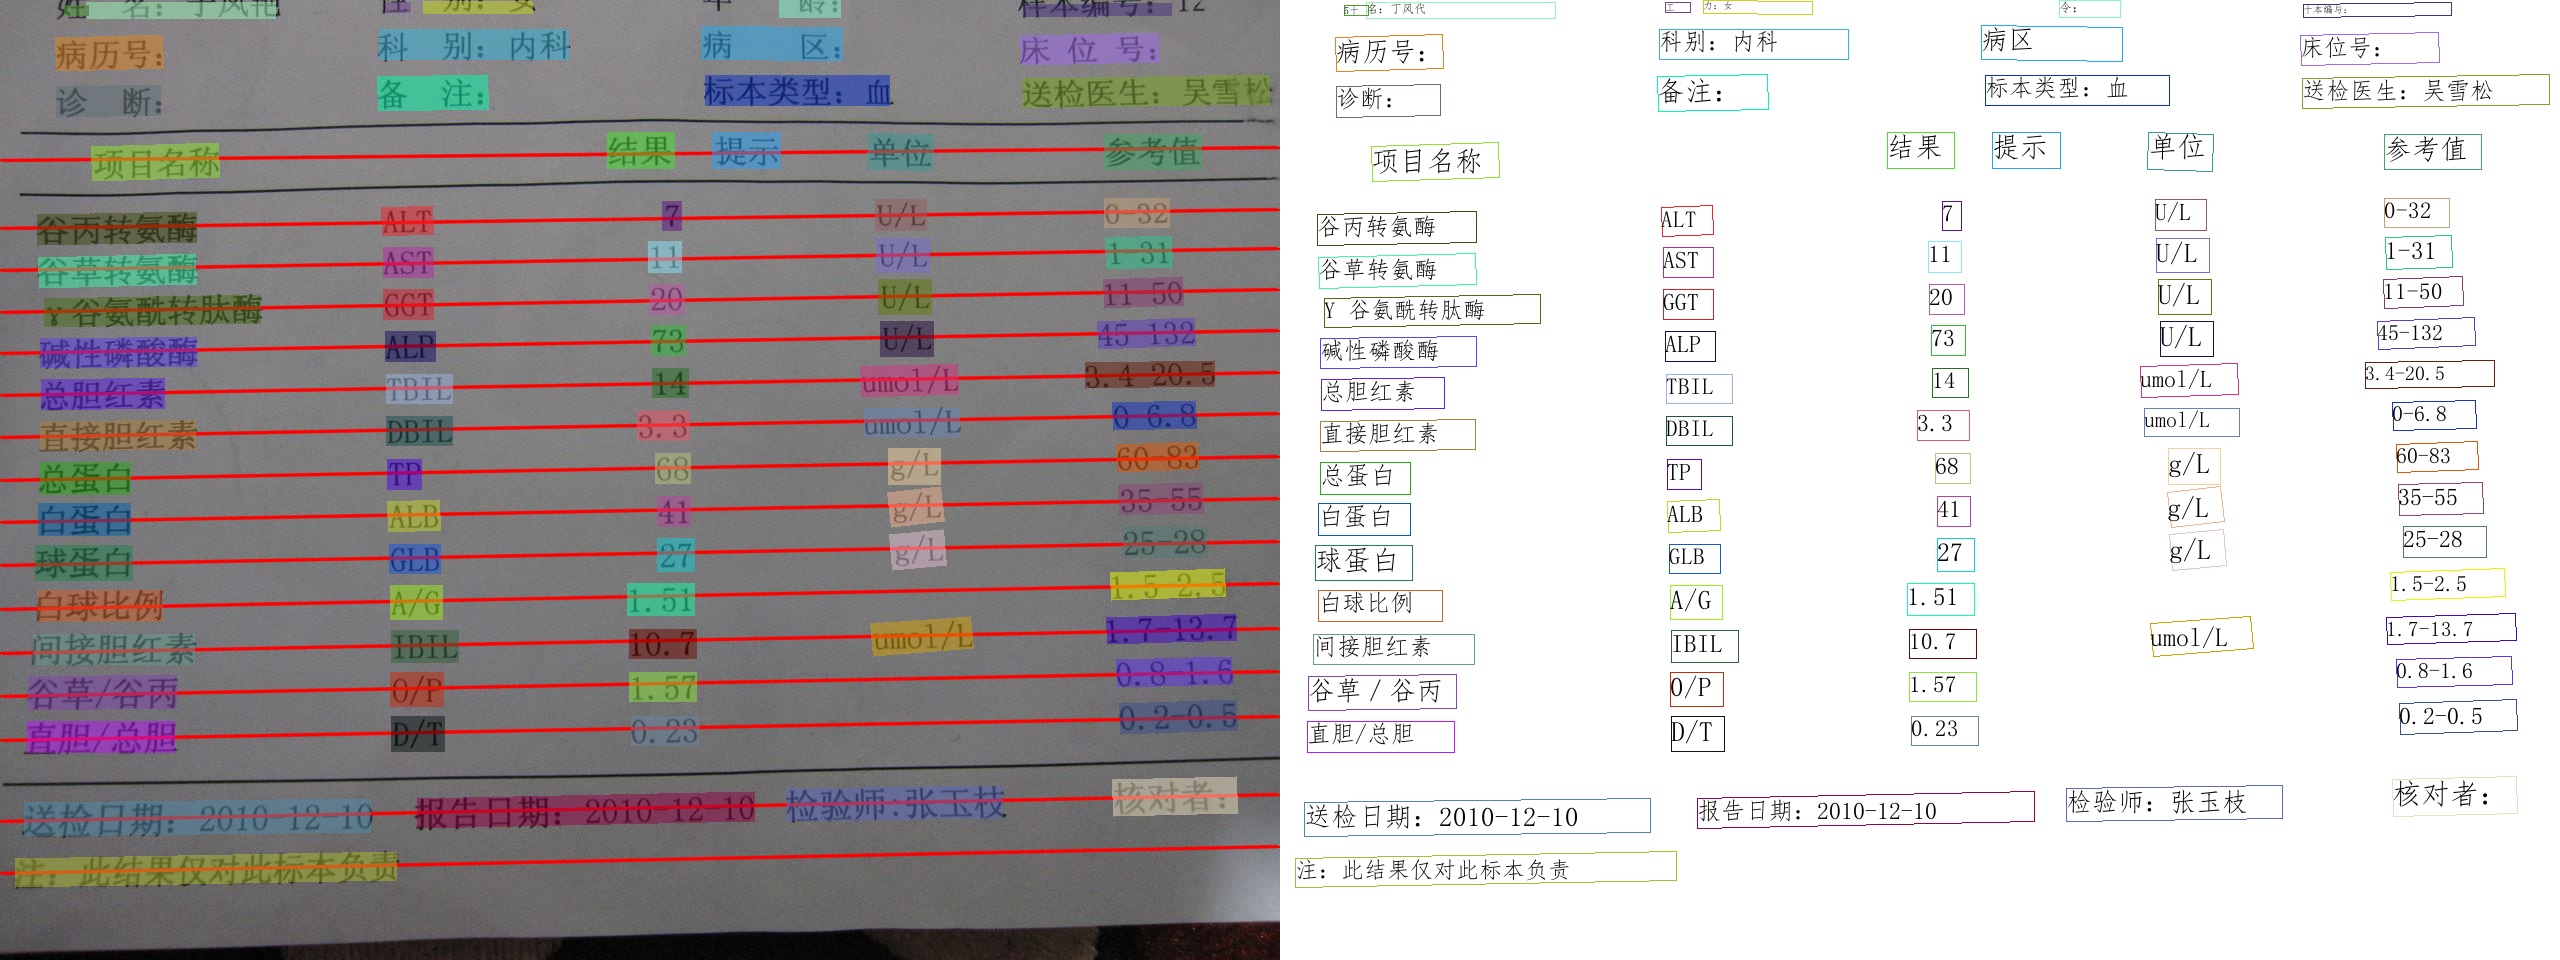 姓 名： 性 别：女 年 龄： 样本编号：12
病历号： 科 别：内科 病 区： 床 位 号：
诊 断： 备 注： 标本类型：血 送检医生：吴雪松
项目名称 结果 提示 单位 参考值
谷丙转氨酶 ALT 7 U/L 0-32
谷草转氨酶 AST 11 U/L 1-31
γ谷氨酰转肽酶 GGT 20 U/L 11-50
碱性磷酸酶 ALP 73 U/L 45-132
总胆红素 TBIL 14 umol/L 3.4-20.5
直接胆红素 DBIL 3.3 umol/L 0-6.8
总蛋白 TP 68 g/L 60-83
白蛋白 ALB 41 g/L 35-55
球蛋白 GLB 27 g/L 25-28
白球比例 A/G 1.51 1.5-2.5
间接胆红素 IBIL 10.7 umol/L 1.7-13.7
谷草/谷丙 O/P 1.57 0.8-1.6
直胆/总胆 D/T 0.23 0.2-0.5
送检日期：2010-12-10 报告日期：2010-12-10 检验师:张玉枝 核对者：
注：此结果仅对此标本负责
名：丁风代 工 力：女 令： 十本编与：
病历号： 科别：内科 病区 床位号：
诊断： 备注： 标本类型：血 送检医生：吴雪松
项目名称 结果 提示 单位 参考值
谷丙转氨酶 ALT 7 U/L 0-32
谷草转氨酶 AST 11 U/L 1-31
Y 谷氨酰转肽酶 GGT 20 U/L 11-50
碱性磷酸酶 ALP 73 U/L 45-132
总胆红素 TBIL 14 umol/L 3.4-20.5
直接胆红素 DBIL 3.3 umol/L 0-6.8
总蛋白 TP 68 g/L 60-83
白蛋白 ALB 41 g/L 35-55
球蛋白 GLB 27 g/L 25-28
白球比例 A/G 1.51 1.5-2.5
间接胆红素 IBIL 10.7 umol/L 1.7-13.7
谷草/谷丙 O/P 1.57 0.8-1.6
直胆/总胆 D/T 0.23 0.2-0.5
送检日期：2010-12-10 报告日期：2010-12-10 检验师：张玉枝 核对者：
注：此结果仅对此标本负责